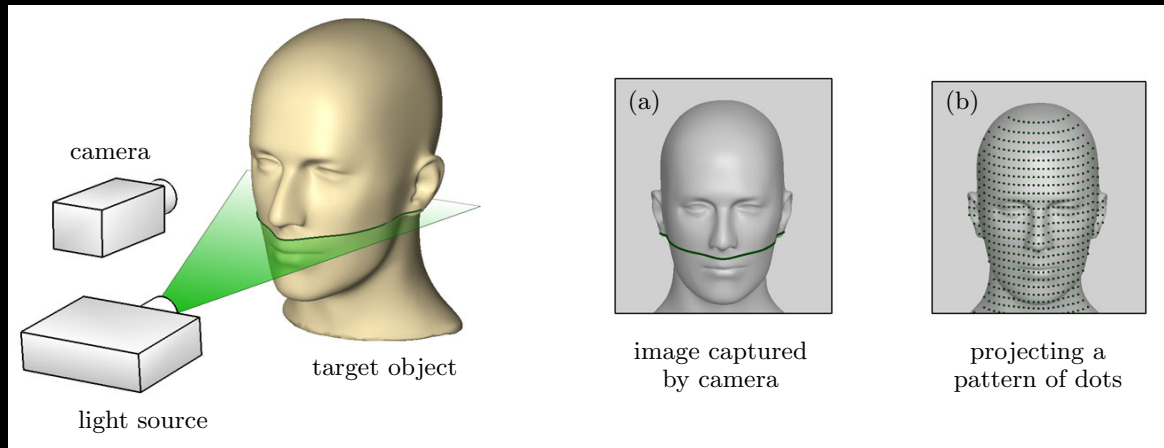 camera
light source
target object
(a)
image captured
by camera
(b)
projecting a
pattern of dots